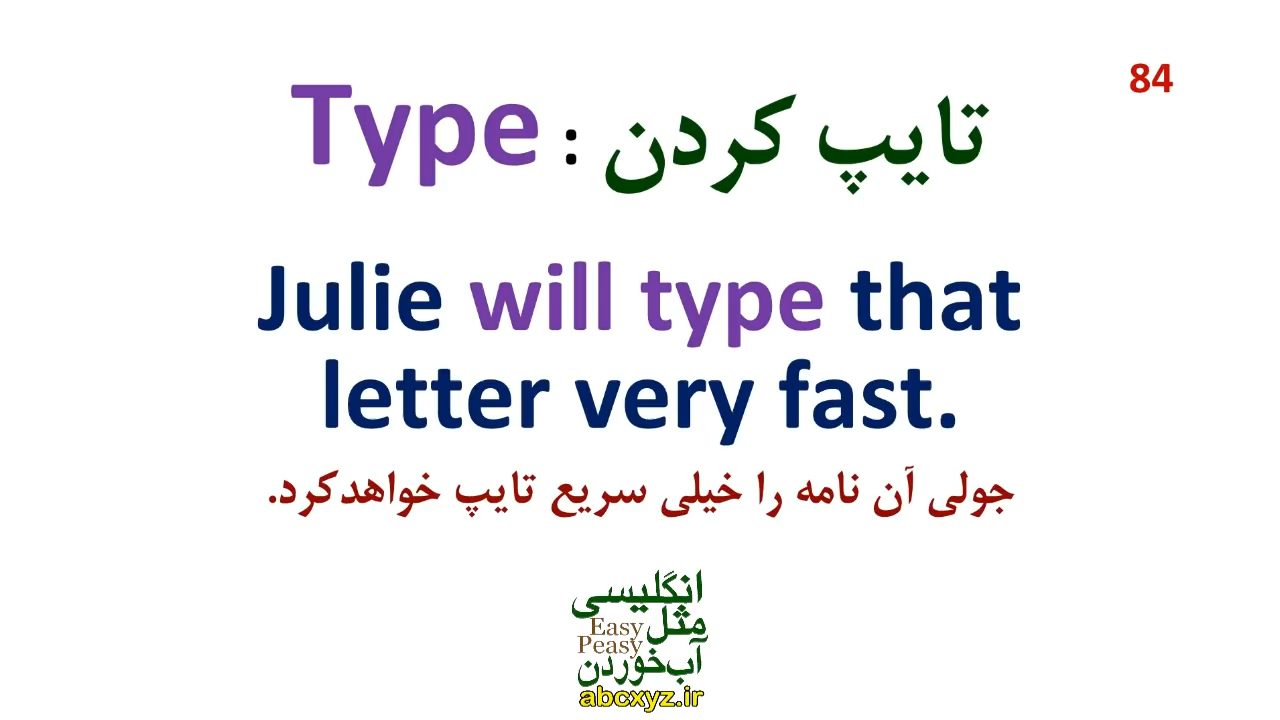 84
Type : تایپ کردن
Julie will type that
letter very fast.
جولی آن نامه را خیلی سریع تایپ خواهدکرد.
انگلیسی
مثل Easy
Peasy
آب‌خوردن
abcxyz.ir